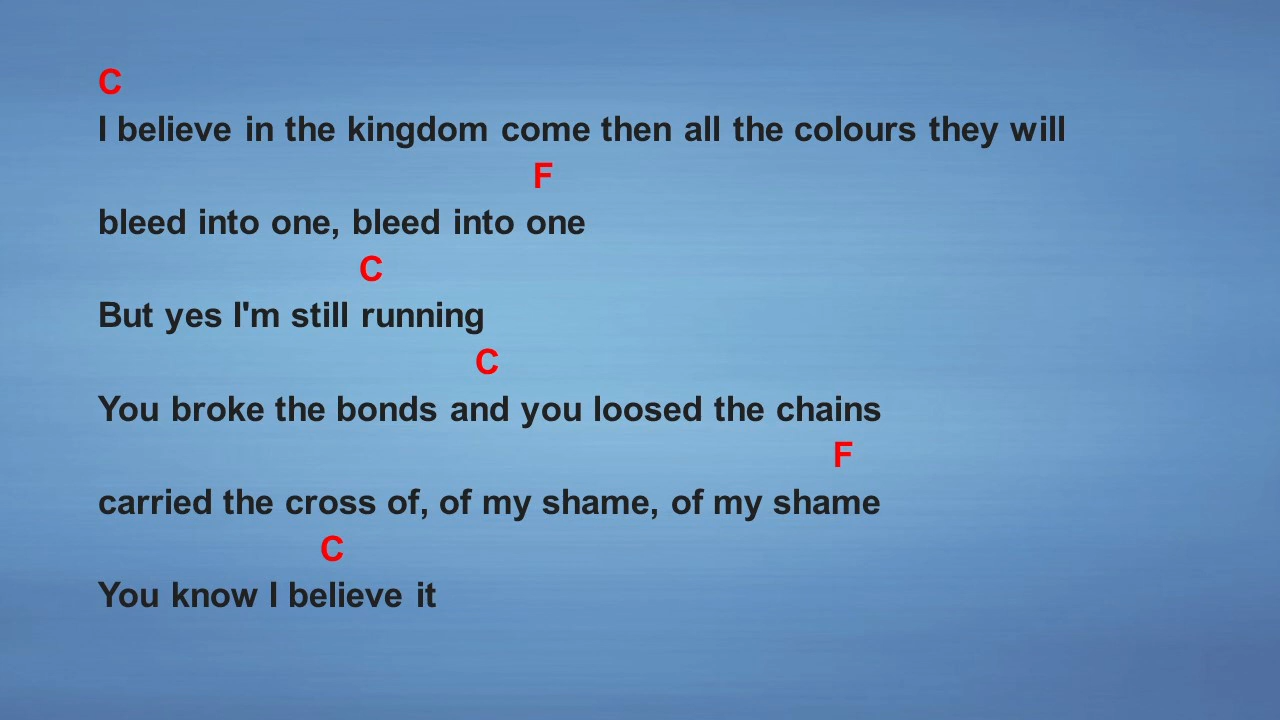 C
I believe in the kingdom come then all the colours they will
F
bleed into one, bleed into one
C
But yes I'm still running
C
You broke the bonds and you loosed the chains
F
carried the cross of, of my shame, of my shame
C
You know I believe it